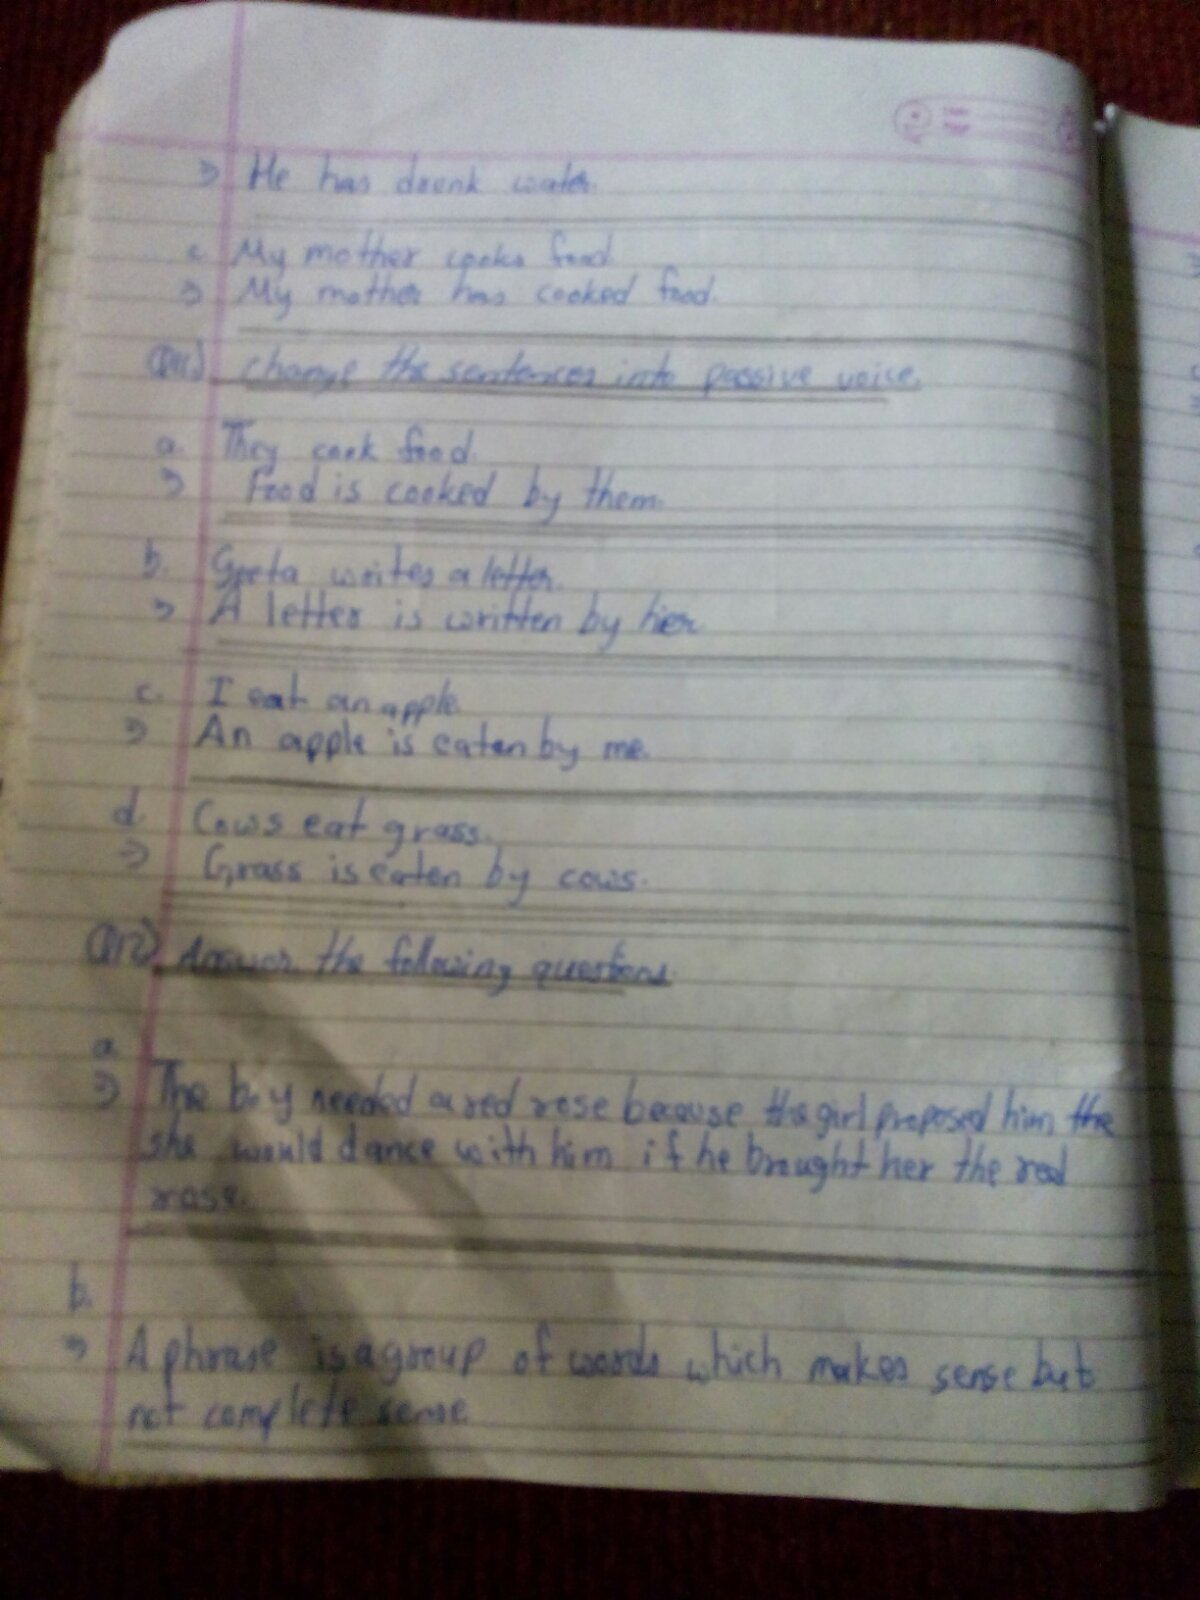 ⇒ He has drunk water.
c. My mother cooks food
⇒ My mother has cooked food.
Q11) change the sentences into passive voice.
a. They cook food.
⇒ Food is cooked by them.
b. Geeta writes a letter.
⇒ A letter is written by her
c. I eat an apple
⇒ An apple is eaten by me.
d. Cows eat grass.
⇒ Grass is eaten by cows.
Q12) Answer the following questions.
a.
⇒ The boy needed a red rose because the girl proposed him the
she would dance with him if he brought her the red
rose.
b.
⇒ A phrase is a group of words which makes sense but
not complete sense